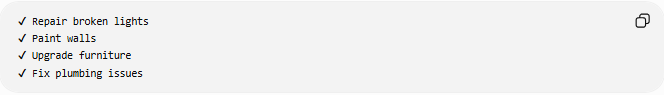 ✓ Repair broken lights
✓ Paint walls
✓ Upgrade furniture
✓ Fix plumbing issues